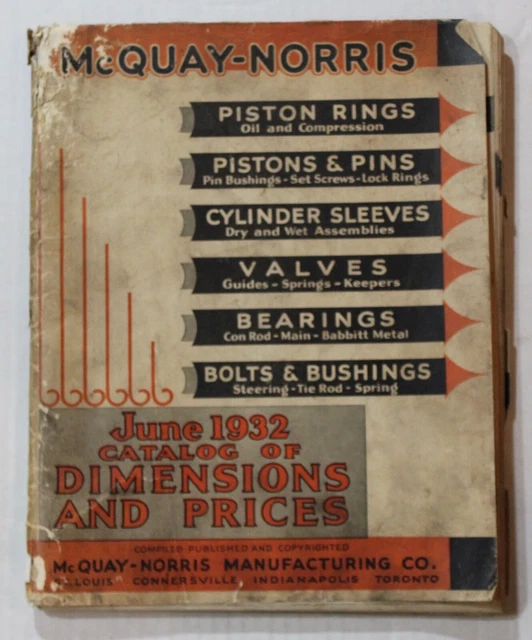 McQUAY-NORRIS
PISTON RINGS
Oil and Compression
PISTONS & PINS
Pin Bushings-Set Screws-Lock Rings
CYLINDER SLEEVES
Dry and Wet Assemblies
VALVES
Guides - Springs - Keepers
BEARINGS
Con Rod - Main - Babbitt Metal
BOLTS & BUSHINGS
Steering - Tie Rod - Spring
June 1932
CATALOG OF
DIMENSIONS
AND PRICES
COMPILED PUBLISHED AND COPYRIGHTED
McQUAY-NORRIS MANUFACTURING CO.
ST. LOUIS CONNERSVILLE INDIANAPOLIS TORONTO